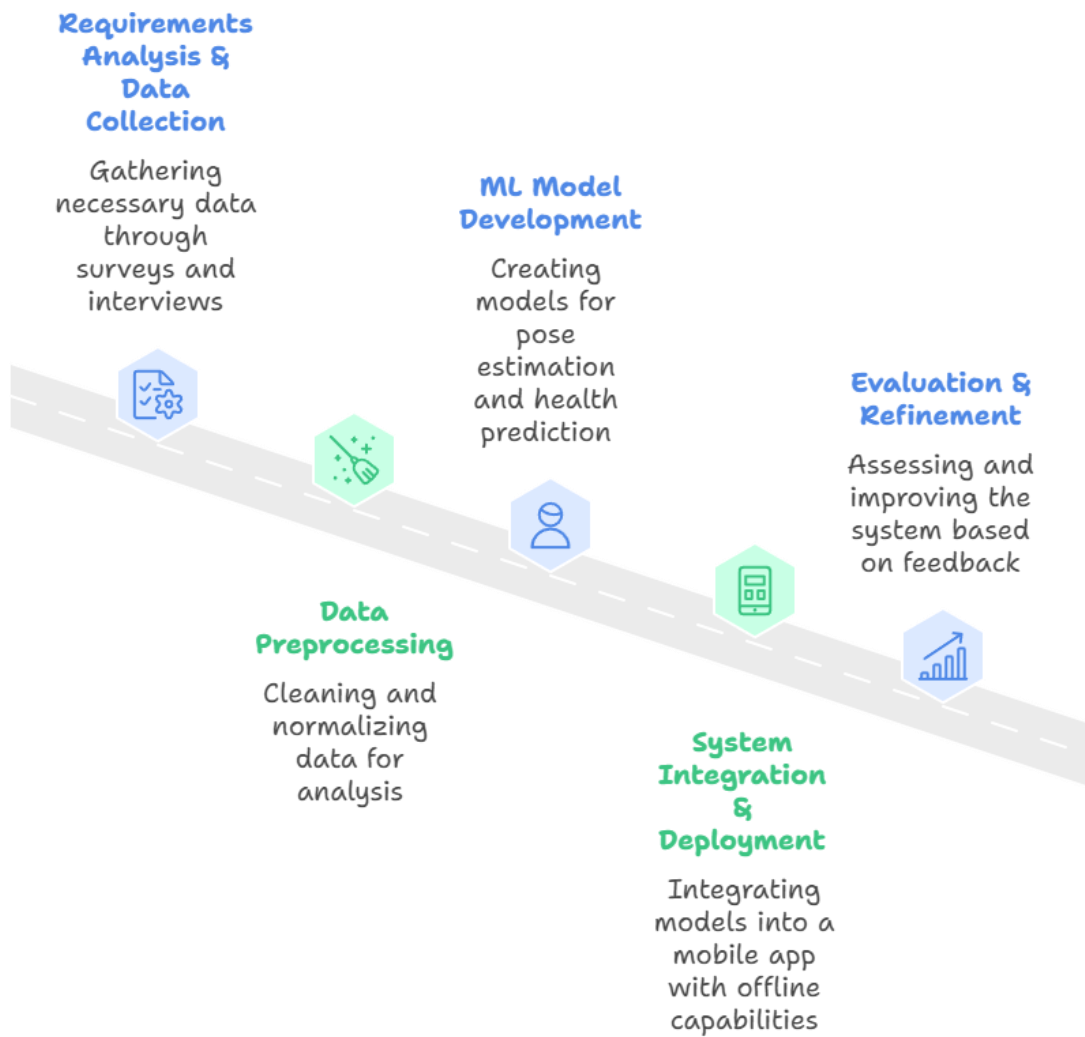 Requirements
Analysis &
Data
Collection
Gathering
necessary data
through
surveys and
interviews
Data
Preprocessing
Cleaning and
normalizing
data for
analysis
ML Model
Development
Creating
models for
pose
estimation
and health
prediction
System
Integration
&
Deployment
Integrating
models into a
mobile app
with offline
capabilities
Evaluation &
Refinement
Assessing and
improving the
system based
on feedback